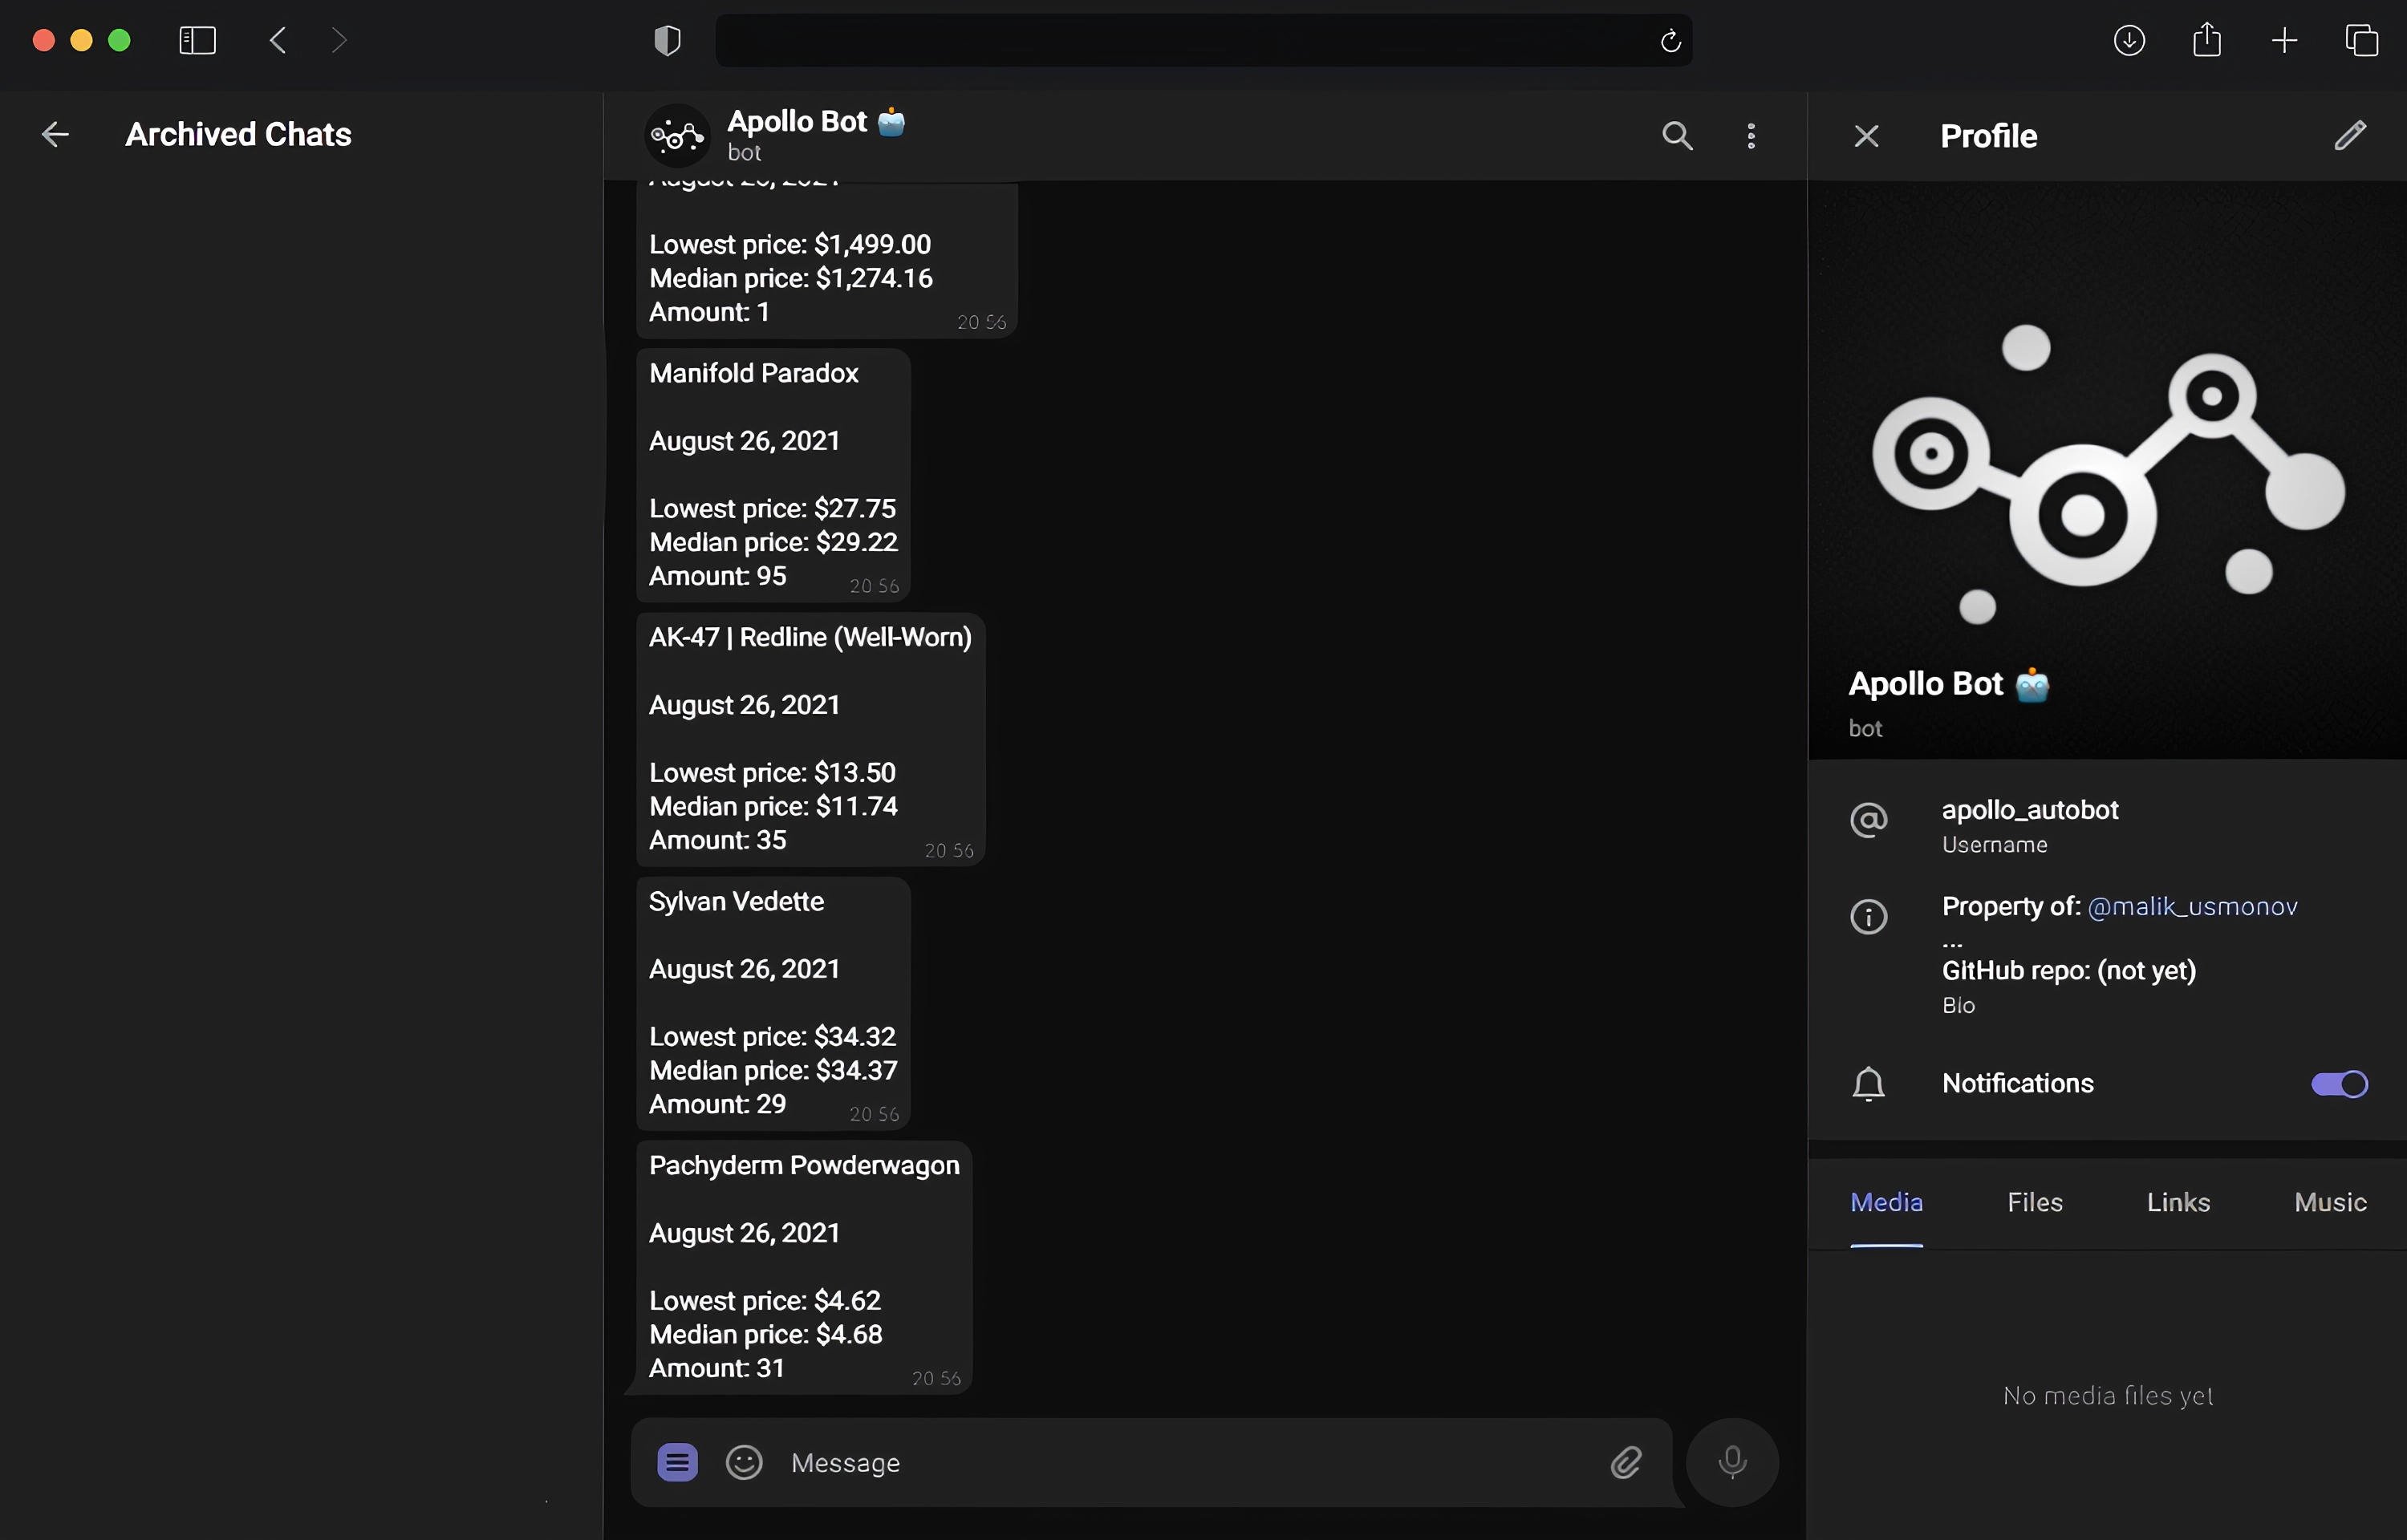 Archived Chats
Apollo Bot
bot
August 26, 2021
Lowest price: $1,499.00
Median price: $1,274.16
Amount: 1
20 56
Manifold Paradox
August 26, 2021
Lowest price: $27.75
Median price: $29.22
Amount: 95
20 56
AK-47 | Redline (Well-Worn)
August 26, 2021
Lowest price: $13.50
Median price: $11.74
Amount: 35
20 56
Sylvan Vedette
August 26, 2021
Lowest price: $34.32
Median price: $34.37
Amount: 29
20 56
Pachyderm Powderwagon
August 26, 2021
Lowest price: $4.62
Median price: $4.68
Amount: 31
20 56
Message
Profile
Apollo Bot
bot
apollo_autobot
Username
Property of: @malik_usmonov
...
GitHub repo: (not yet)
Bio
Notifications
Media Files Links Music
No media files yet